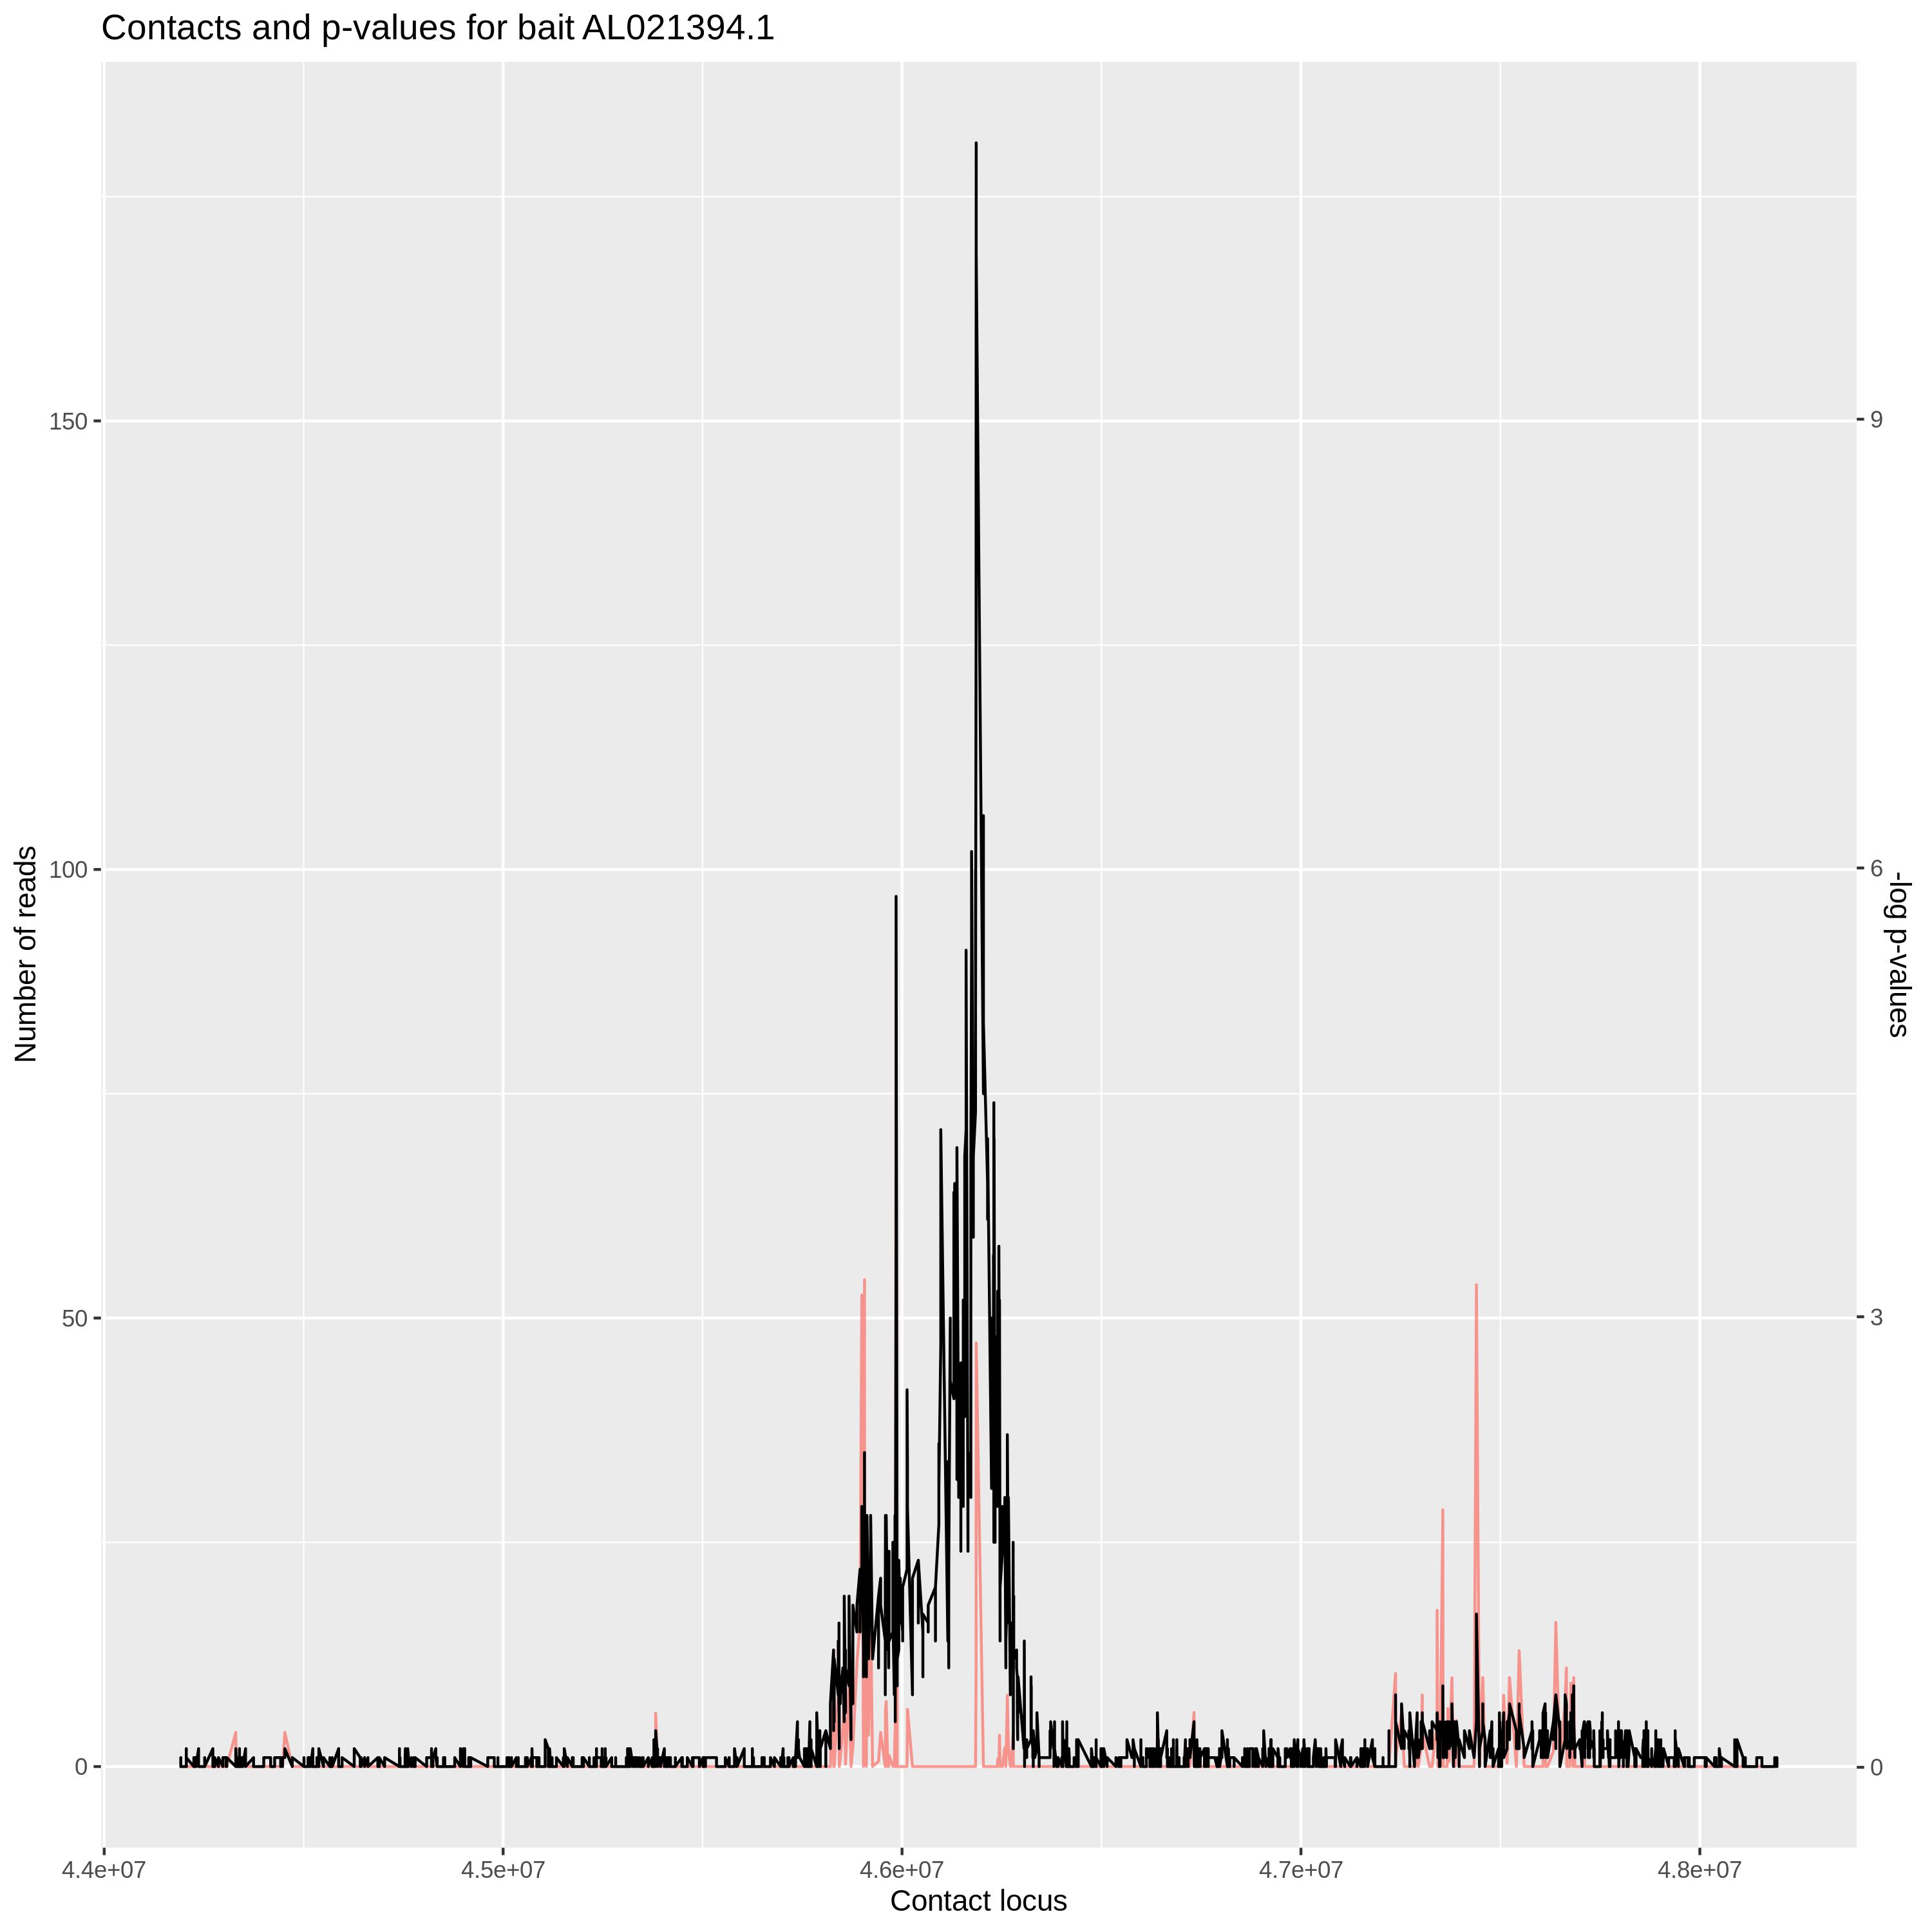 Contacts and p-values for bait AL021394.1
150
100
50
0
9
6
3
0
Number of reads
-log p-values
4.4e+07 4.5e+07 4.6e+07 4.7e+07 4.8e+07
Contact locus